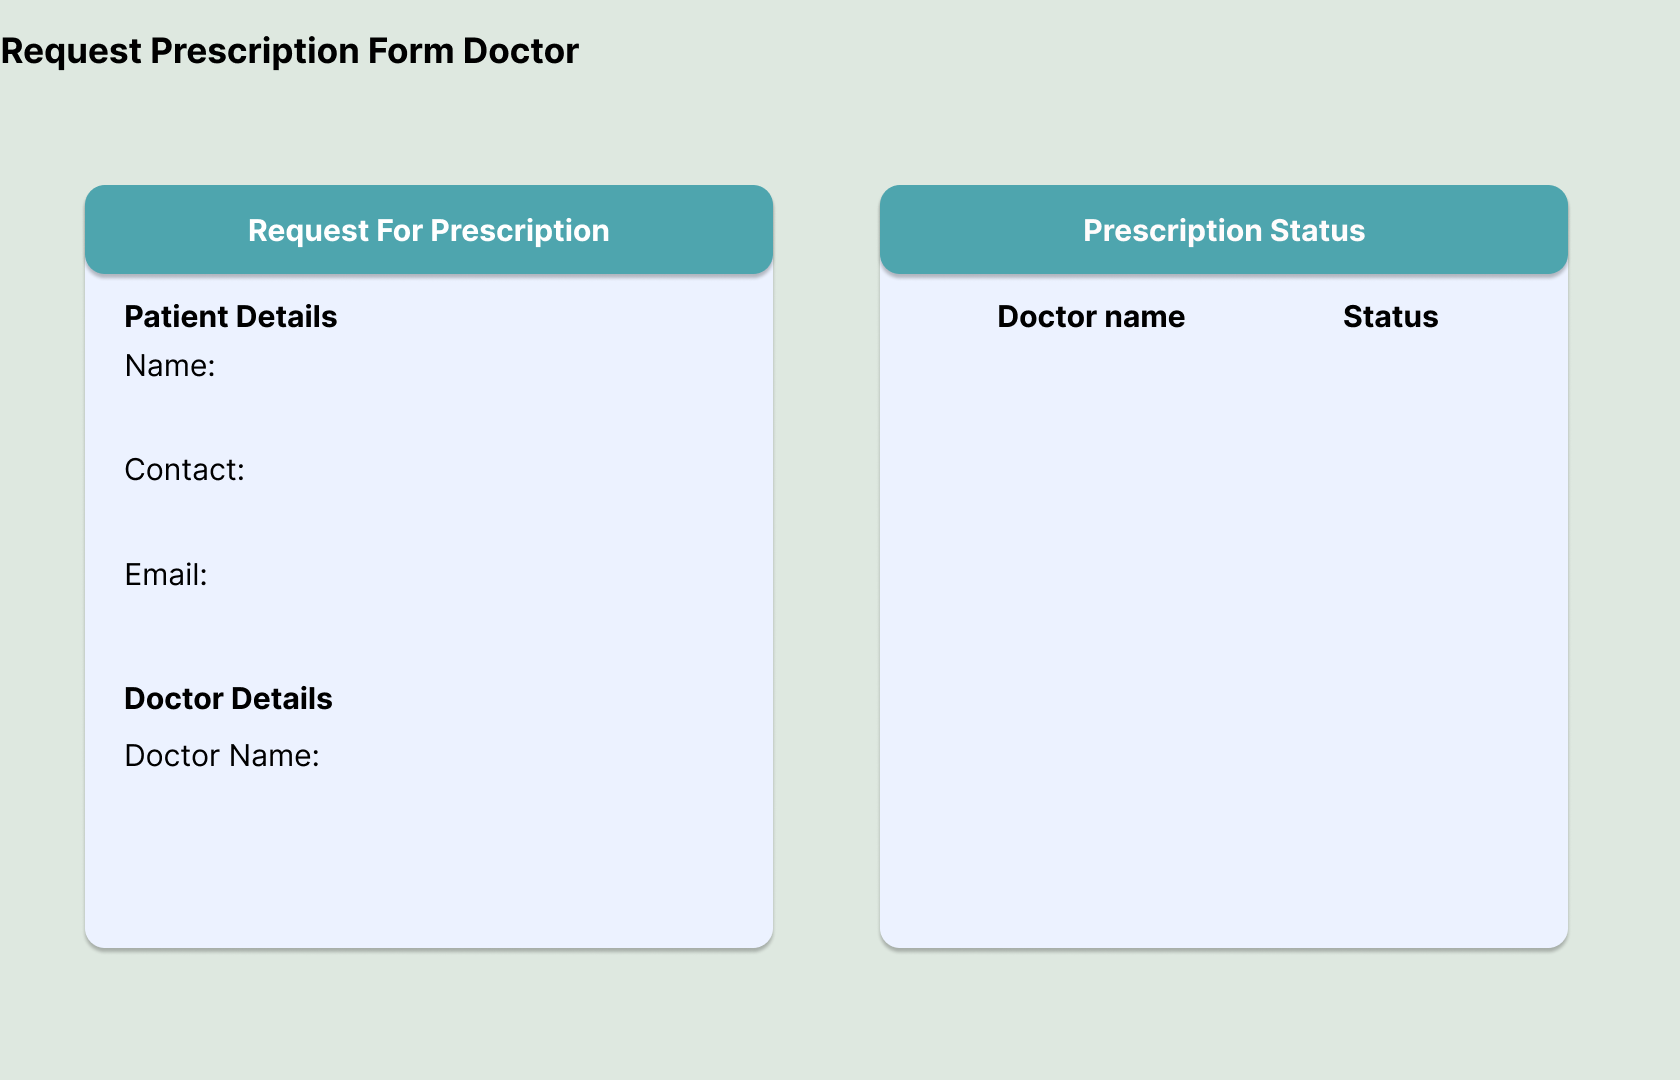 Request Prescription Form Doctor
Request For Prescription
Patient Details
Name:
Contact:
Email:
Doctor Details
Doctor Name:
Prescription Status
Doctor name Status